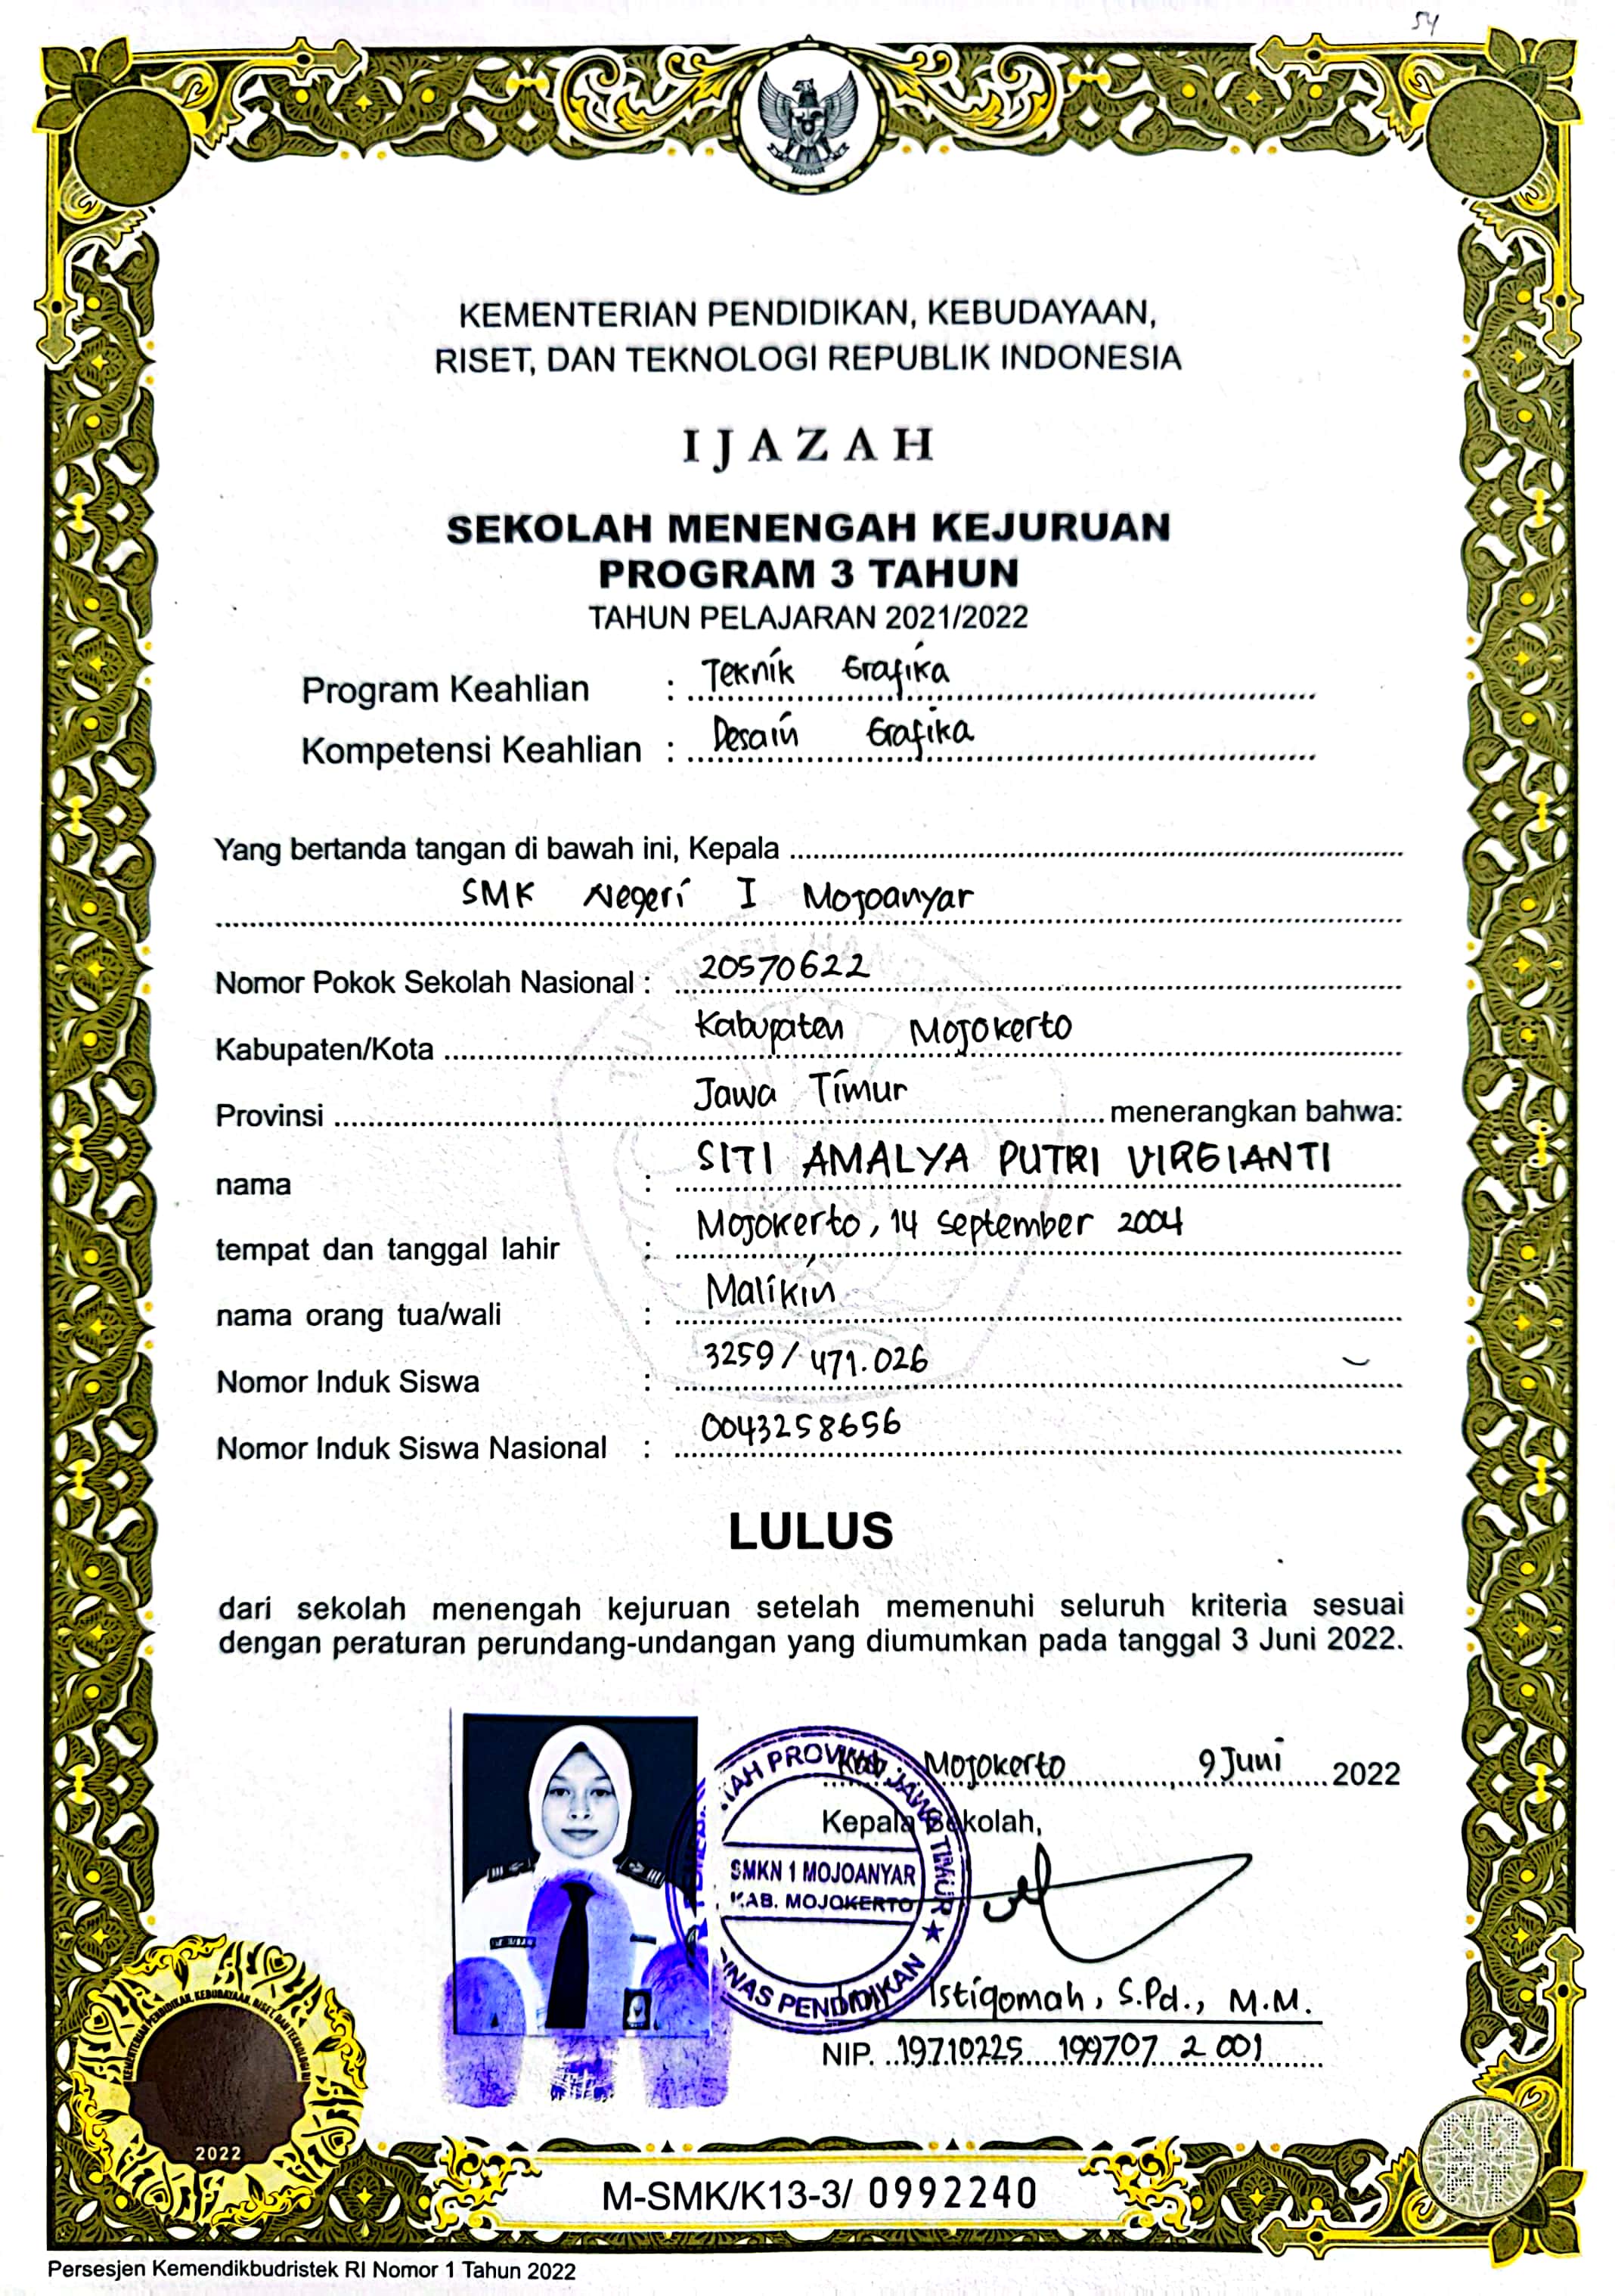 54
KEMENTERIAN PENDIDIKAN, KEBUDAYAAN,
RISET, DAN TEKNOLOGI REPUBLIK INDONESIA
IJAZAH
SEKOLAH MENENGAH KEJURUAN
PROGRAM 3 TAHUN
TAHUN PELAJARAN 2021/2022
Program Keahlian : Teknik Grafika
Kompetensi Keahlian : Desain Grafika
Yang bertanda tangan di bawah ini, Kepala
SMK Negeri I Mojoanyar
Nomor Pokok Sekolah Nasional : 20570622
Kabupaten/Kota Kabupaten Mojokerto
Provinsi Jawa Timur menerangkan bahwa:
nama : SITI AMALYA PUTRI VIRGIANTI
tempat dan tanggal lahir : Mojokerto, 14 September 2004
nama orang tua/wali : Malikin
Nomor Induk Siswa : 3259/471.026
Nomor Induk Siswa Nasional : 0043258656
LULUS
dari sekolah menengah kejuruan setelah memenuhi seluruh kriteria sesuai
dengan peraturan perundang-undangan yang diumumkan pada tanggal 3 Juni 2022.
Kab. Mojokerto, 9 Juni 2022
Kepala Sekolah,
PROVINSI JAWA TIMUR
SMKN 1 MOJOANYAR
KAB. MOJOKERTO
DINAS PENDIDIKAN
Istiqomah, S.Pd., M.M.
NIP. 19710225 199707 2 001
KEMENTERIAN PENDIDIKAN, KEBUDAYAAN, RISET, DAN TEKNOLOGI
2022
M-SMK/K13-3/ 0992240
Persesjen Kemendikbudristek RI Nomor 1 Tahun 2022